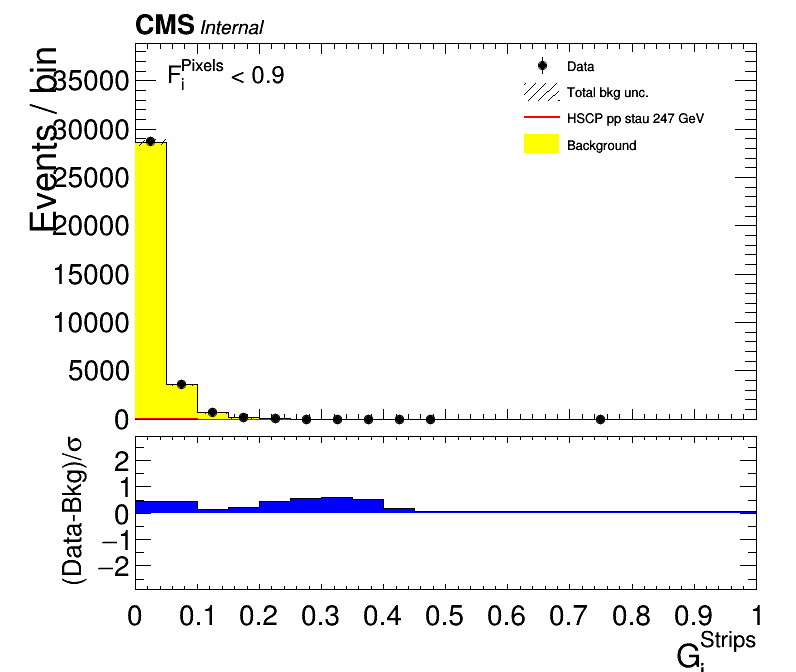 CMS Internal
Events / bin
F_i^Pixels < 0.9
Data
Total bkg unc.
HSCP pp stau 247 GeV
Background
35000
30000
25000
20000
15000
10000
5000
0
(Data-Bkg)/σ
2
1
0
−1
−2
0 0.1 0.2 0.3 0.4 0.5 0.6 0.7 0.8 0.9 1
G_i^Strips